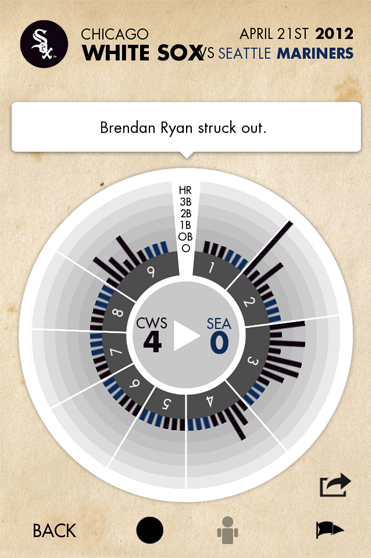 Sox
CHICAGO
WHITE SOX VS SEATTLE MARINERS
APRIL 21ST 2012
Brendan Ryan struck out.
HR
3B
2B
1B
OB
O
1
2
3
4
5
6
7
8
9
CWS
4
SEA
0
BACK